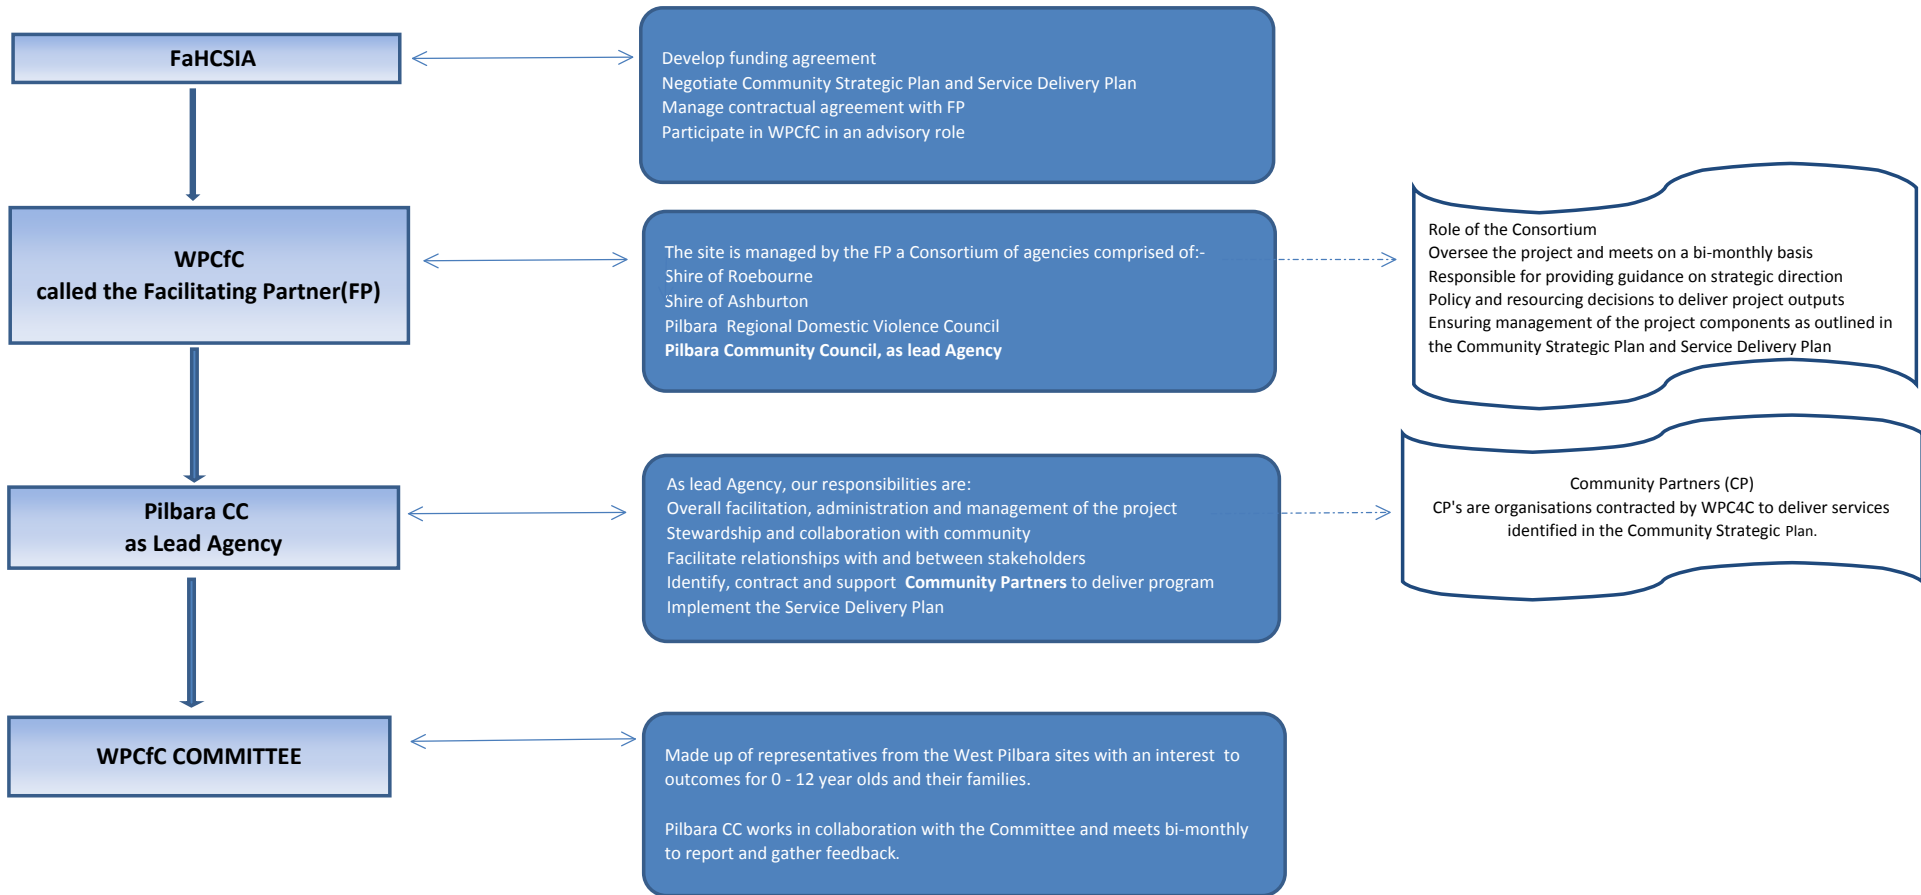 FaHCSIA
Develop funding agreement
Negotiate Community Strategic Plan and Service Delivery Plan
Manage contractual agreement with FP
Participate in WPCfC in an advisory role
WPCfC
called the Facilitating Partner(FP)
The site is managed by the FP a Consortium of agencies comprised of:-
Shire of Roebourne
Shire of Ashburton
Pilbara Regional Domestic Violence Council
Pilbara Community Council, as lead Agency
Role of the Consortium
Oversee the project and meets on a bi-monthly basis
Responsible for providing guidance on strategic direction
Policy and resourcing decisions to deliver project outputs
Ensuring management of the project components as outlined in
the Community Strategic Plan and Service Delivery Plan
Pilbara CC
as Lead Agency
As lead Agency, our responsibilities are:
Overall facilitation, administration and management of the project
Stewardship and collaboration with community
Facilitate relationships with and between stakeholders
Identify, contract and support Community Partners to deliver program
Implement the Service Delivery Plan
Community Partners (CP)
CP's are organisations contracted by WPC4C to deliver services
identified in the Community Strategic Plan.
WPCfC COMMITTEE
Made up of representatives from the West Pilbara sites with an interest to
outcomes for 0 - 12 year olds and their families.
Pilbara CC works in collaboration with the Committee and meets bi-monthly
to report and gather feedback.